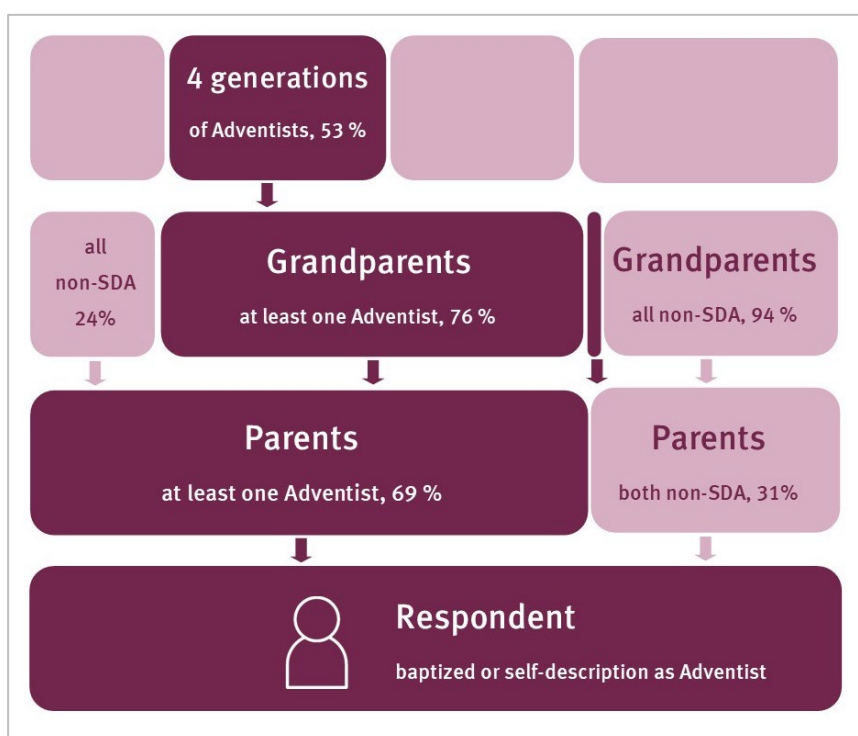 4 generations
of Adventists, 53 %
all
non-SDA
24%
Grandparents
at least one Adventist, 76 %
Grandparents
all non-SDA, 94 %
Parents
at least one Adventist, 69 %
Parents
both non-SDA, 31%
Respondent
baptized or self-description as Adventist